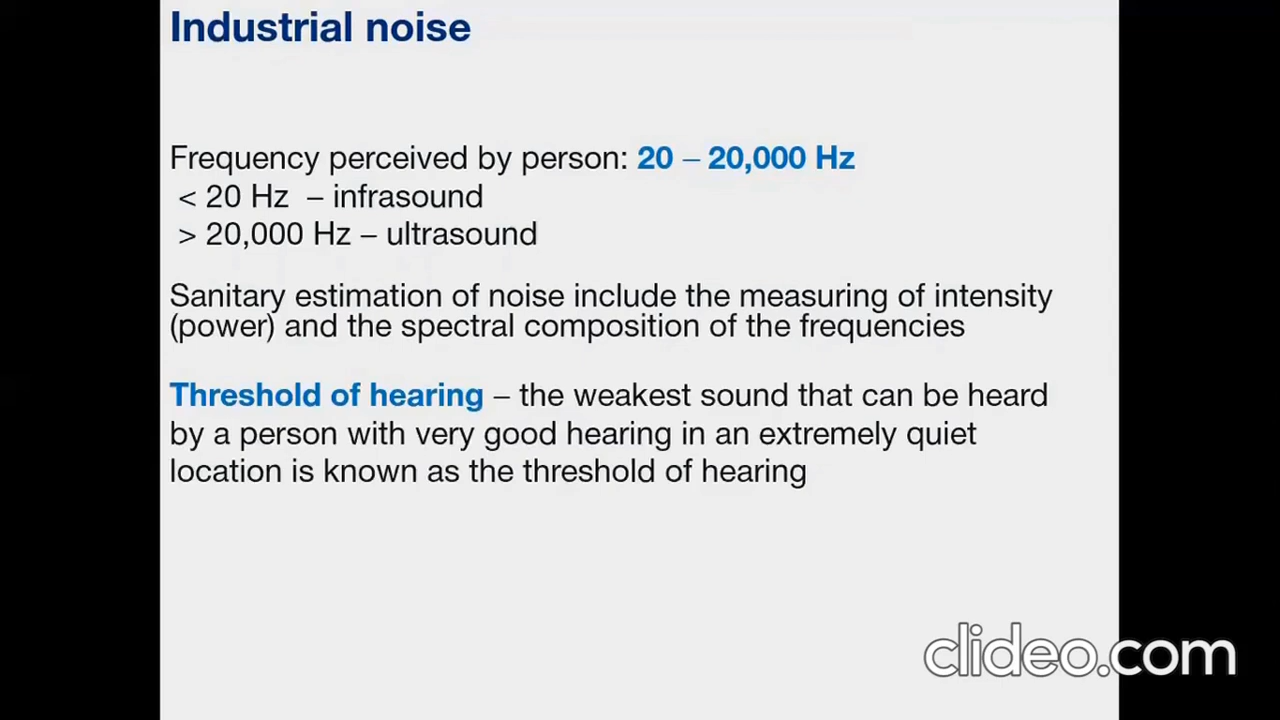 Industrial noise
Frequency perceived by person: 20 – 20,000 Hz
< 20 Hz – infrasound
> 20,000 Hz – ultrasound
Sanitary estimation of noise include the measuring of intensity
(power) and the spectral composition of the frequencies
Threshold of hearing – the weakest sound that can be heard
by a person with very good hearing in an extremely quiet
location is known as the threshold of hearing
clideo.com